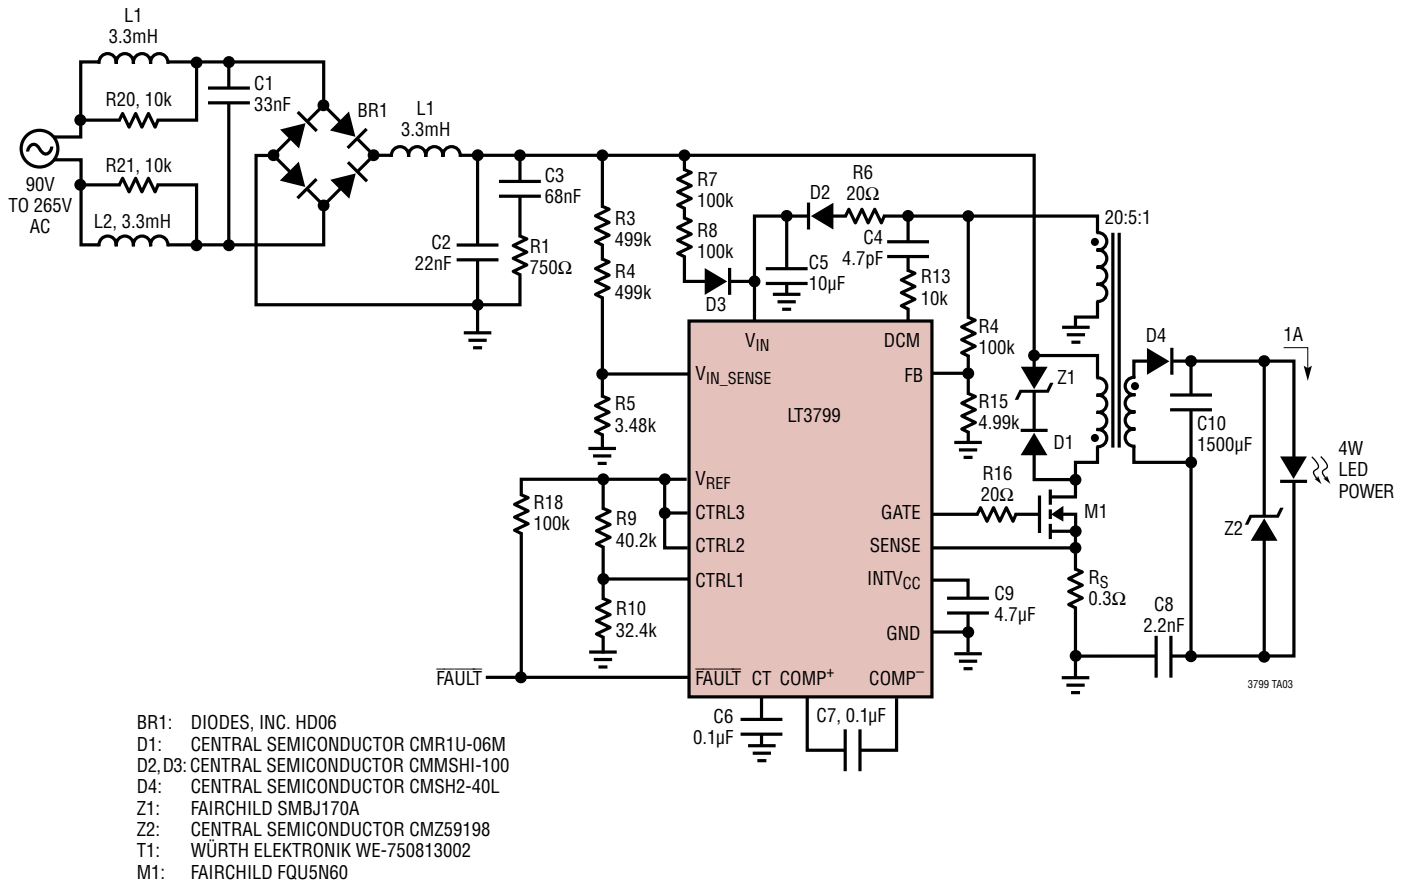 L1
3.3mH
R20, 10k
C1
33nF
BR1
L1
3.3mH
R21, 10k
90V
TO 265V
AC
L2, 3.3mH
C3
68nF
C2
22nF
R1
750Ω
R3
499k
R4
499k
R7
100k
R8
100k
D3
D2
R6
20Ω
C5
10µF
C4
4.7pF
R13
10k
20:5:1
R4
100k
R15
4.99k
Z1
D1
D4
1A
C10
1500µF
4W
LED
POWER
Z2
VIN
DCM
VIN_SENSE
FB
LT3799
R5
3.48k
VREF
CTRL3
CTRL2
CTRL1
GATE
SENSE
INTVCC
GND
R18
100k
R9
40.2k
R10
32.4k
R16
20Ω
M1
RS
0.3Ω
C9
4.7µF
C8
2.2nF
FAULT
FAULT
CT
COMP+
COMP–
3799 TA03
C6
0.1µF
C7, 0.1µF
BR1: DIODES, INC. HD06
D1: CENTRAL SEMICONDUCTOR CMR1U-06M
D2, D3: CENTRAL SEMICONDUCTOR CMMSHI-100
D4: CENTRAL SEMICONDUCTOR CMSH2-40L
Z1: FAIRCHILD SMBJ170A
Z2: CENTRAL SEMICONDUCTOR CMZ59198
T1: WÜRTH ELEKTRONIK WE-750813002
M1: FAIRCHILD FQU5N60